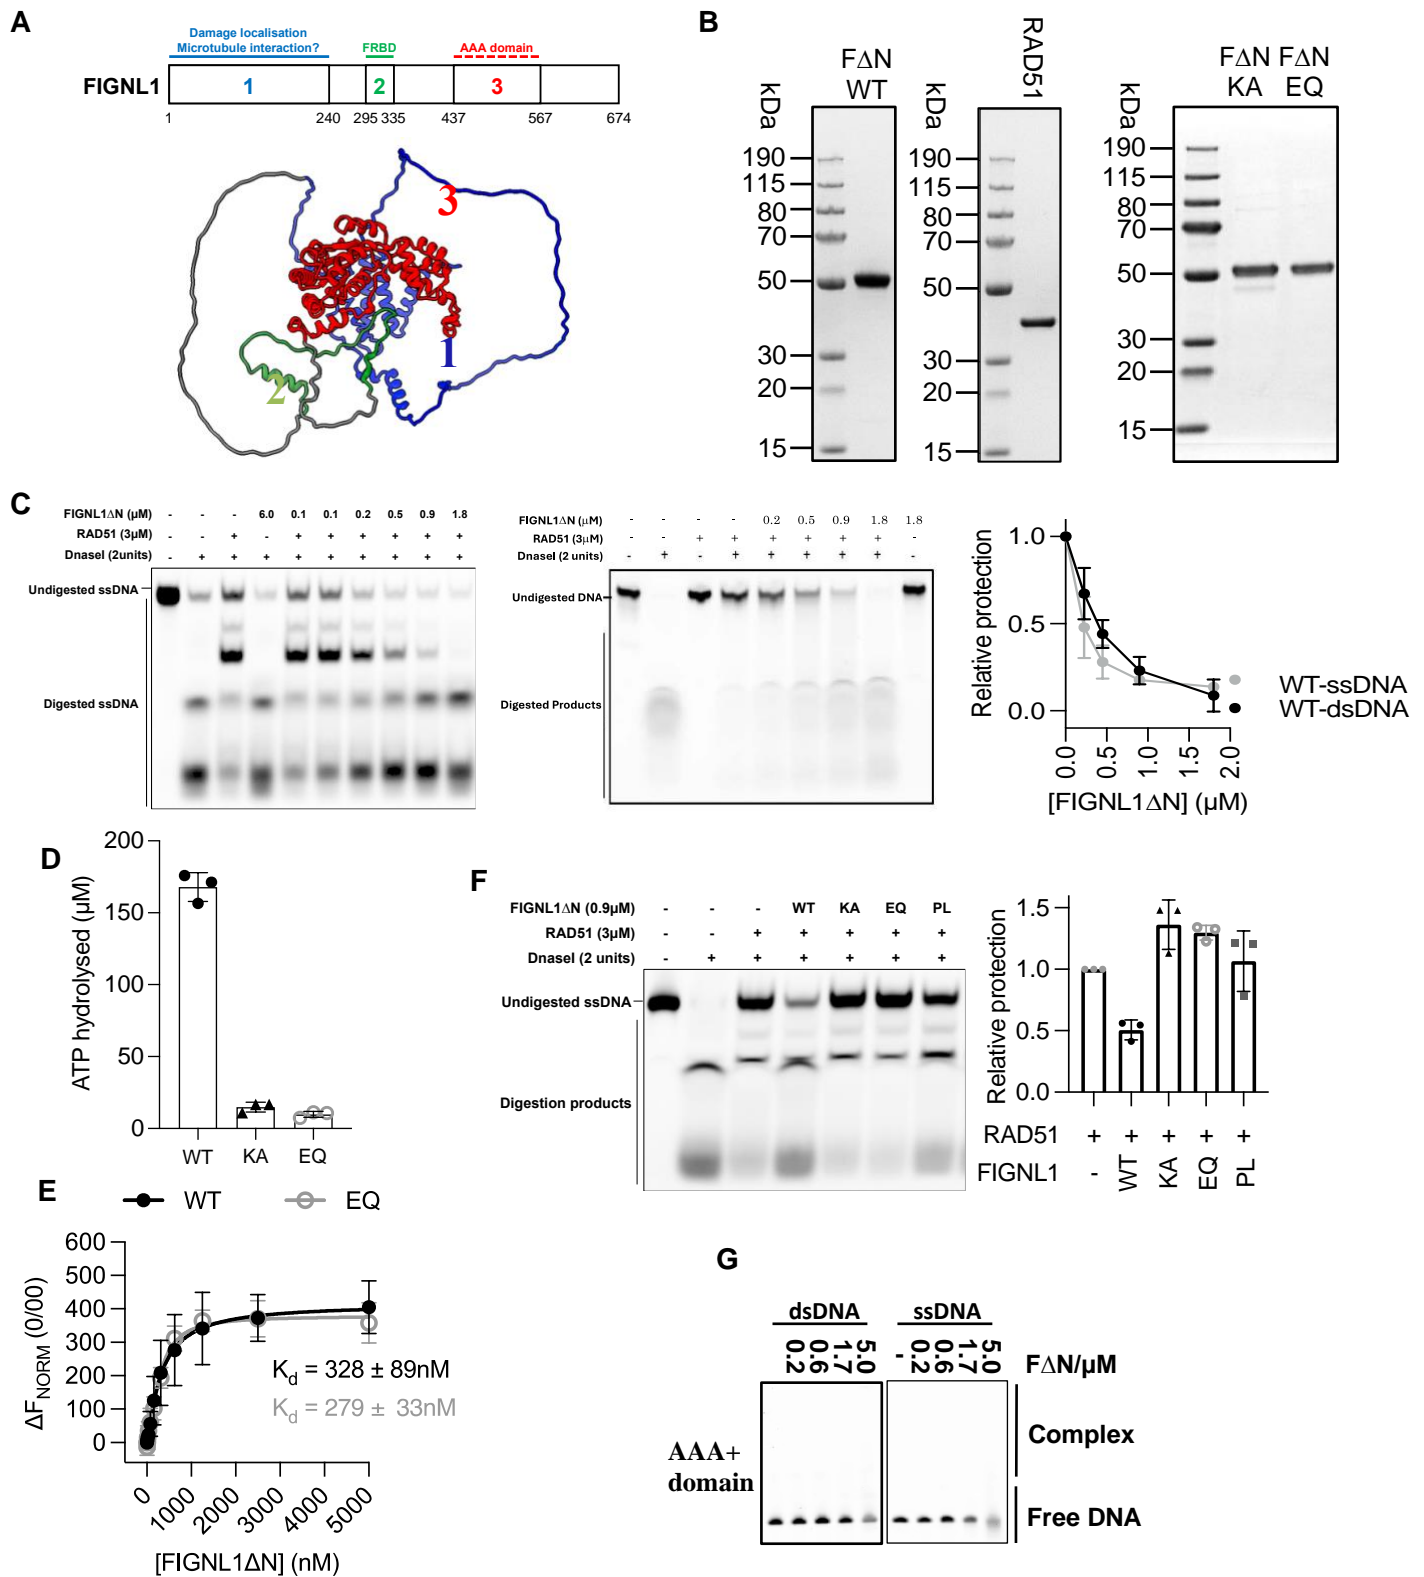 A
Damage localisation
Microtubule interaction?
FRBD
AAA domain
FIGNL1
1
2
3
1
240
295
335
437
567
674
3
1
2
B
kDa
FΔN
WT
190
115
80
70
50
30
20
15
kDa
RAD51
190
115
80
70
50
30
20
15
kDa
FΔN FΔN
KA EQ
190
115
80
70
50
30
20
15
C
FIGNL1ΔN (µM) - - - 6.0 0.1 0.1 0.2 0.5 0.9 1.8
RAD51 (3µM) - - + - + + + + + +
DnaseI (2units) - + + + + + + + + +
Undigested ssDNA
Digested ssDNA
FIGNL1ΔN (µM) - - - - 0.2 0.5 0.9 1.8 1.8
RAD51 (3µM) - - + + + + + + -
DnaseI (2 units) - + - + + + + + -
Undigested DNA
Digested Products
Relative protection
1.0
0.5
0.0
0.0 0.5 1.0 1.5 2.0
[FIGNL1ΔN] (µM)
WT-ssDNA
WT-dsDNA
D
ATP hydrolysed (µM)
200
150
100
50
0
WT KA EQ
E
WT EQ
ΔF NORM (0/00)
600
500
400
300
200
100
0
K d = 328 ± 89nM
K d = 279 ± 33nM
0 1000 2000 3000 4000 5000
[FIGNL1ΔN] (nM)
F
FIGNL1ΔN (0.9µM) - - - WT KA EQ PL
RAD51 (3µM) - - + + + + +
DnaseI (2 units) - + + + + + +
Undigested ssDNA
Digestion products
Relative protection
1.5
1.0
0.5
0.0
RAD51 + + + + +
FIGNL1 - WT KA EQ PL
G
dsDNA ssDNA
0.2 0.6 1.7 5.0 - 0.2 0.6 1.7 5.0 FΔN/µM
AAA+
domain
Complex
Free DNA